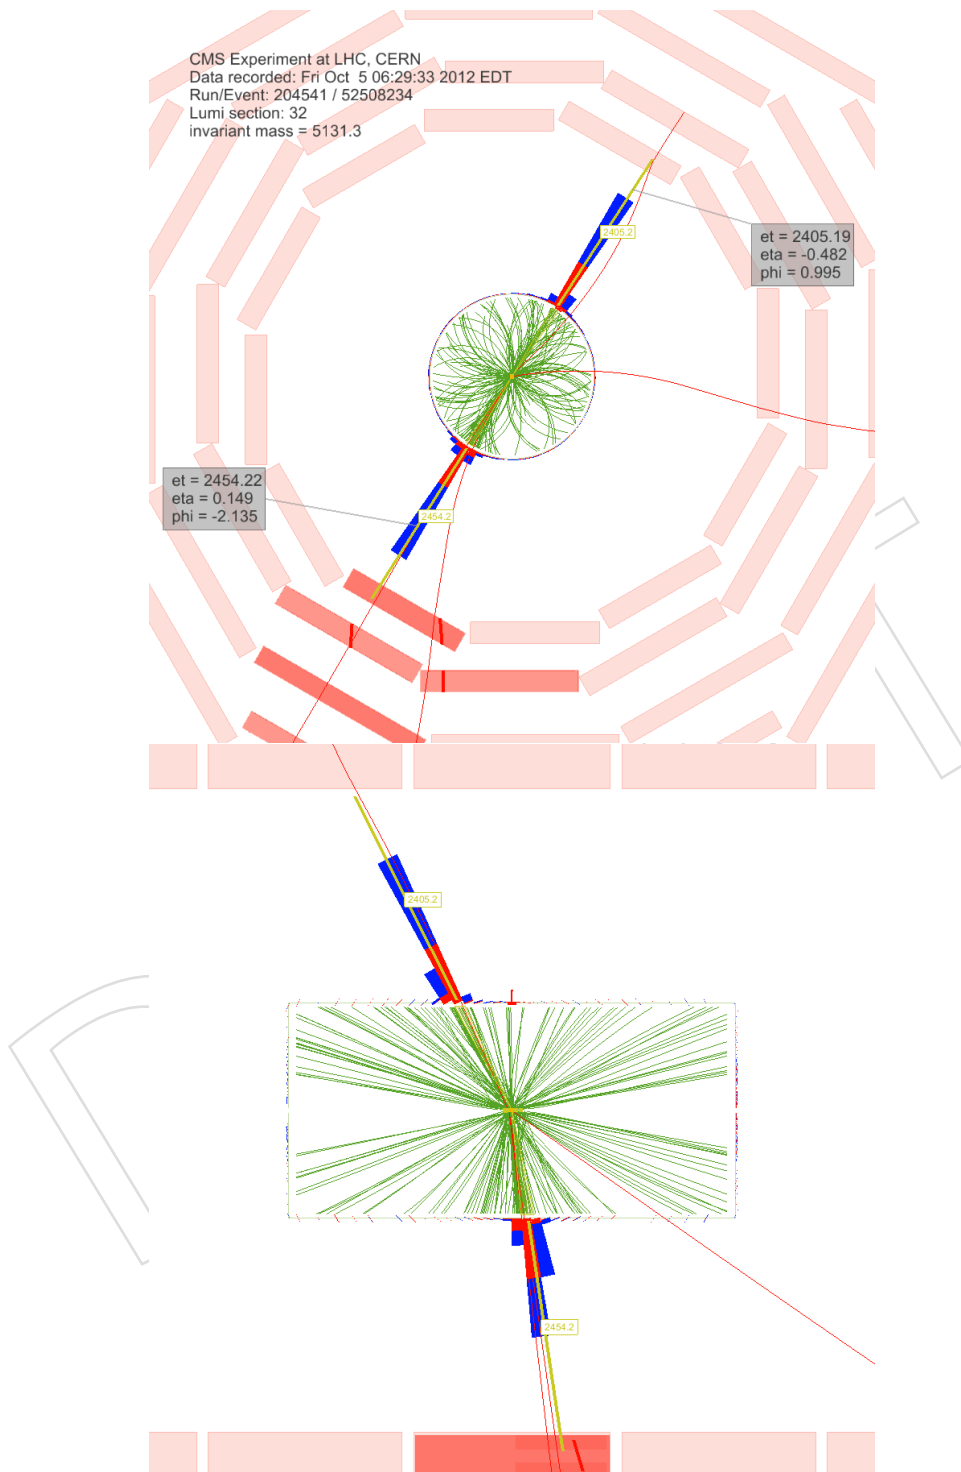 CMS Experiment at LHC, CERN
Data recorded: Fri Oct 5 06:29:33 2012 EDT
Run/Event: 204541 / 52508234
Lumi section: 32
invariant mass = 5131.3
2405.2
et = 2405.19
eta = -0.482
phi = 0.995
et = 2454.22
eta = 0.149
phi = -2.135
2454.2
2405.2
2454.2